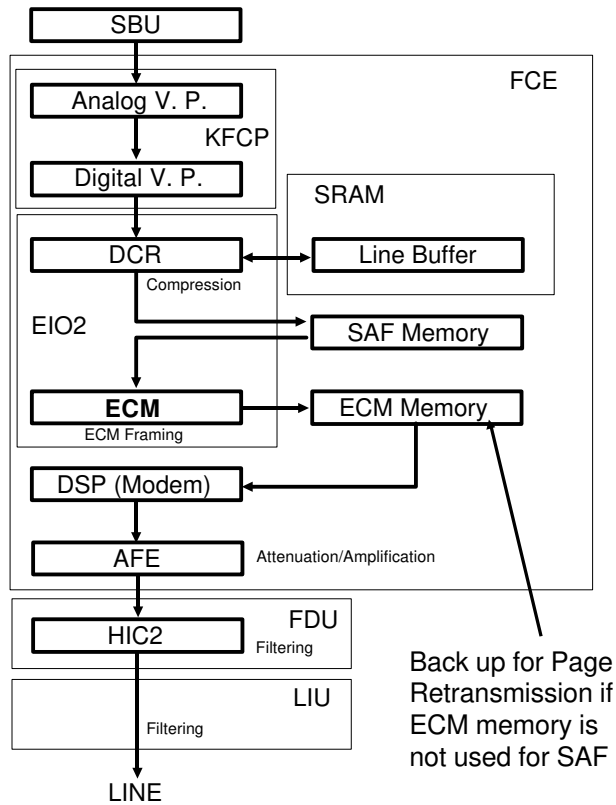 SBU
FCE
Analog V. P.
KFCP
Digital V. P.
SRAM
DCR
Line Buffer
Compression
EIO2
SAF Memory
ECM
ECM Memory
ECM Framing
DSP (Modem)
AFE
Attenuation/Amplification
FDU
HIC2
Filtering
LIU
Filtering
LINE
Back up for Page
Retransmission if
ECM memory is
not used for SAF